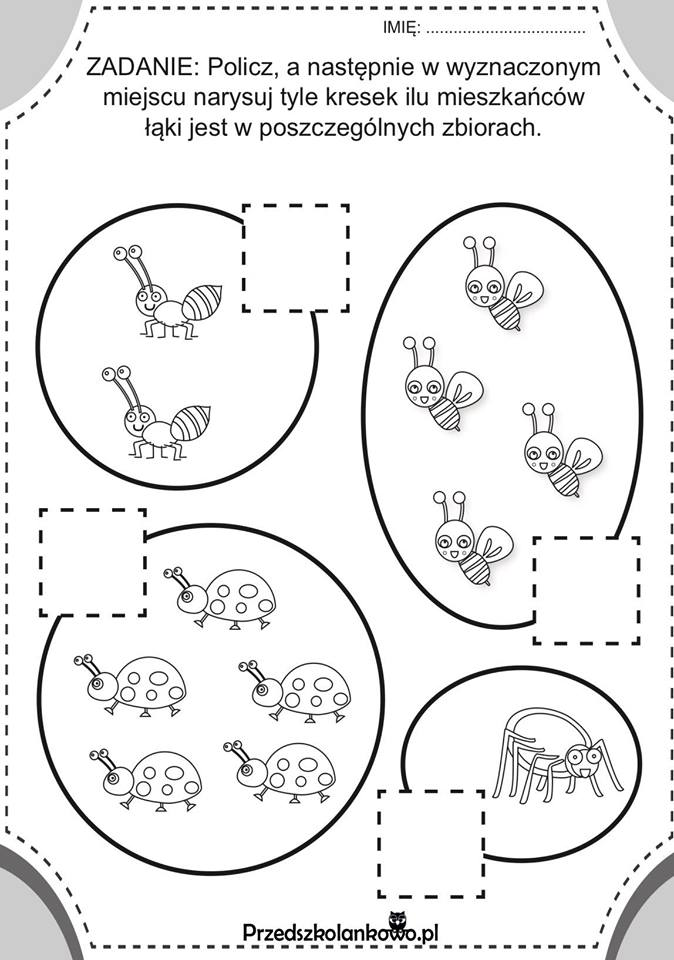 IMIĘ: ...................................
ZADANIE: Policz, a następnie w wyznaczonym
miejscu narysuj tyle kresek ilu mieszkańców
łąki jest w poszczególnych zbiorach.
Przedszkolankowo.pl